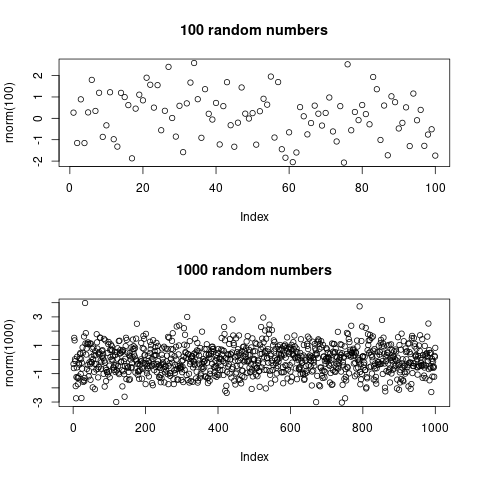 100 random numbers
rnorm(100)
2
1
0
-1
-2
0 20 40 60 80 100
Index
1000 random numbers
rnorm(1000)
3
1
-1
-3
0 200 400 600 800 1000
Index